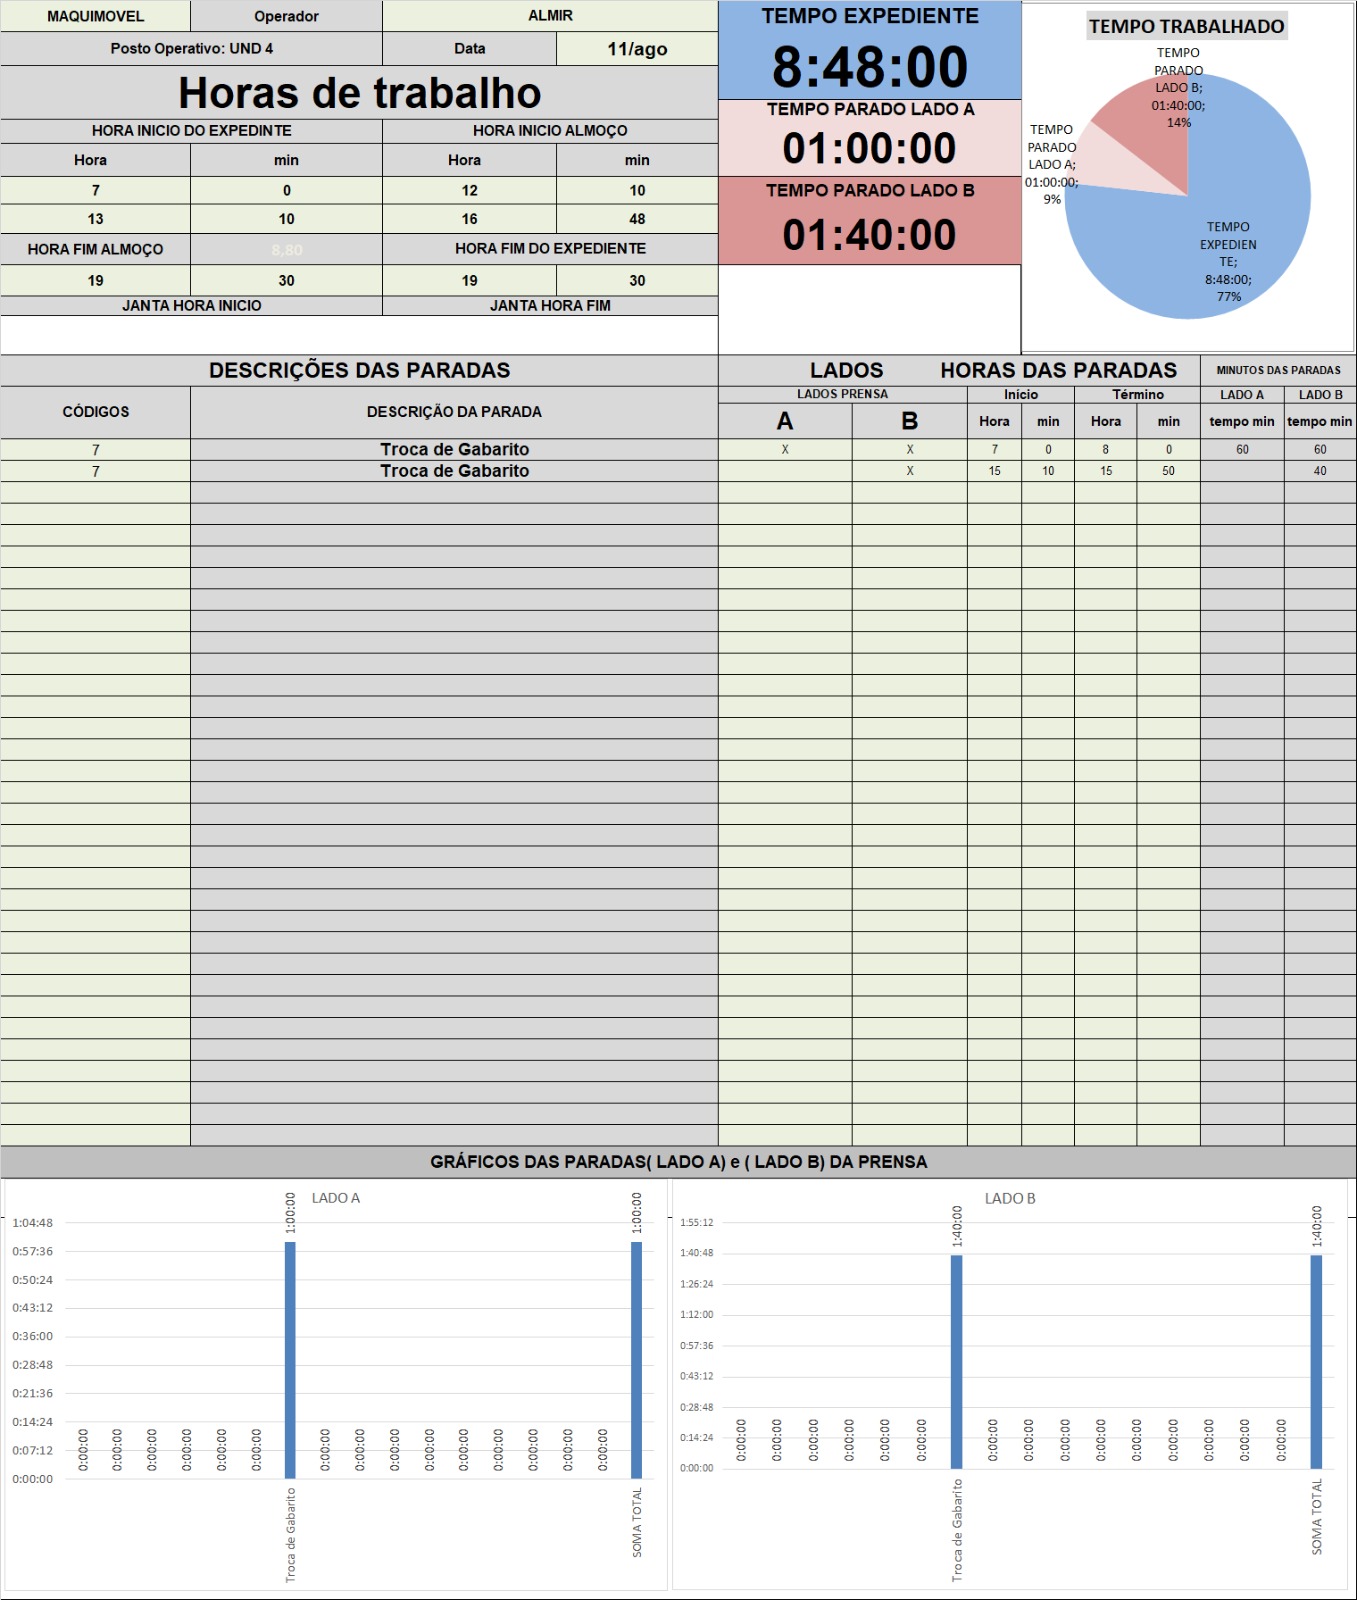 MAQUIMOVEL Operador ALMIR
Posto Operativo: UND 4 Data 11/ago
Horas de trabalho
HORA INICIO DO EXPEDINTE HORA INICIO ALMOÇO
Hora min Hora min
7 0 12 10
13 10 16 48
HORA FIM ALMOÇO 8,80 HORA FIM DO EXPEDIENTE
19 30 19 30
JANTA HORA INICIO JANTA HORA FIM
TEMPO EXPEDIENTE
8:48:00
TEMPO PARADO LADO A
01:00:00
TEMPO PARADO LADO B
01:40:00
TEMPO TRABALHADO
TEMPO
PARADO
LADO B;
01:40:00;
14%
TEMPO
PARADO
LADO A;
01:00:00;
9%
TEMPO
EXPEDIEN
TE;
8:48:00;
77%
DESCRIÇÕES DAS PARADAS LADOS HORAS DAS PARADAS MINUTOS DAS PARADAS
CÓDIGOS DESCRIÇÃO DA PARADA LADOS PRENSA Início Término LADO A LADO B
A B Hora min Hora min tempo min tempo min
7 Troca de Gabarito X X 7 0 8 0 60 60
7 Troca de Gabarito X 15 10 15 50 40
GRÁFICOS DAS PARADAS( LADO A) e ( LADO B) DA PRENSA
LADO A
1:04:48
0:57:36
0:50:24
0:43:12
0:36:00
0:28:48
0:21:36
0:14:24
0:07:12
0:00:00
0:00:00 0:00:00 0:00:00 0:00:00 0:00:00 0:00:00 1:00:00 0:00:00 0:00:00 0:00:00 0:00:00 0:00:00 0:00:00 0:00:00 0:00:00 0:00:00 1:00:00
Troca de Gabarito SOMA TOTAL
LADO B
1:55:12
1:40:48
1:26:24
1:12:00
0:57:36
0:43:12
0:28:48
0:14:24
0:00:00
0:00:00 0:00:00 0:00:00 0:00:00 0:00:00 0:00:00 1:40:00 0:00:00 0:00:00 0:00:00 0:00:00 0:00:00 0:00:00 0:00:00 0:00:00 0:00:00 1:40:00
Troca de Gabarito SOMA TOTAL